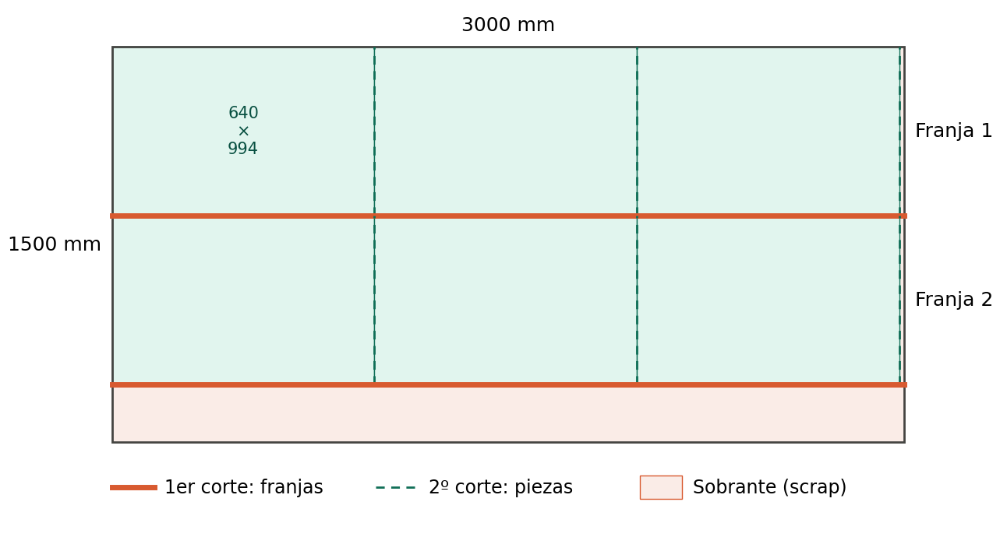 3000 mm
640
×
994
Franja 1
1500 mm
Franja 2
1er corte: franjas
2º corte: piezas
Sobrante (scrap)